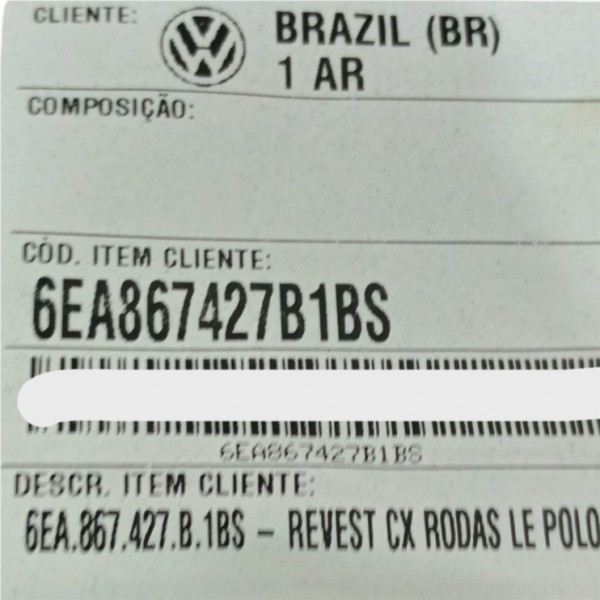 CLIENTE:
BRAZIL (BR)
1 AR
COMPOSIÇÃO:
CÓD. ITEM CLIENTE:
6EA867427B1BS
6EA867427B1BS
DESCR. ITEM CLIENTE:
6EA.867.427.B.1BS – REVEST CX RODAS LE POLO